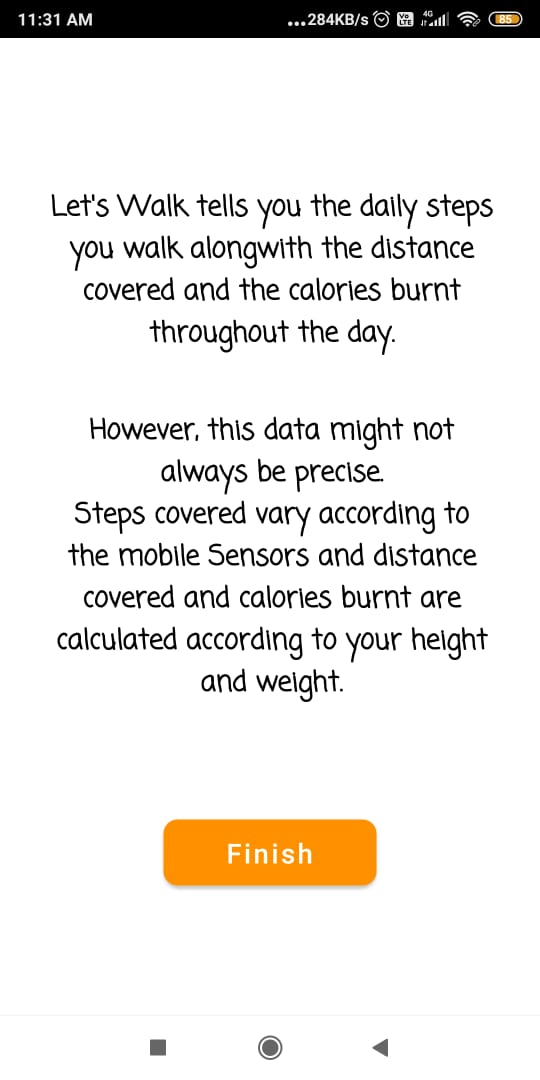 11:31 AM
...284KB/s Vo LTE 4G 85
Let's Walk tells you the daily steps
you walk alongwith the distance
covered and the calories burnt
throughout the day.
However, this data might not
always be precise.
Steps covered vary according to
the mobile Sensors and distance
covered and calories burnt are
calculated according to your height
and weight.
Finish